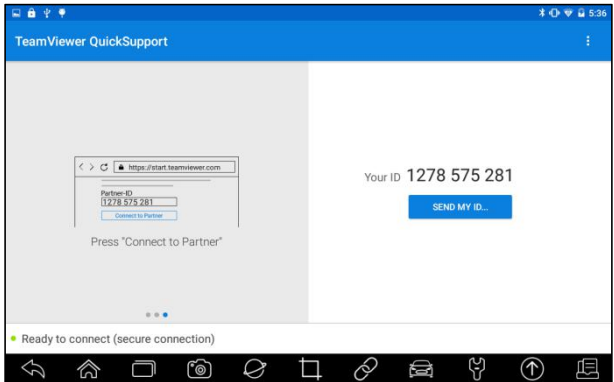 5:36
TeamViewer QuickSupport
https://start.teamviewer.com
Partner-ID
1278 575 281
Connect to Partner
Press "Connect to Partner"
Your ID 1278 575 281
SEND MY ID...
Ready to connect (secure connection)